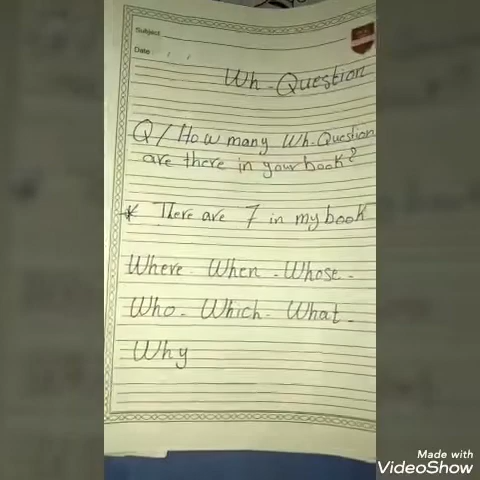 Subject
Date / /
Wh-Question
Q/How many Wh-Question
are there in your book?
* There are 7 in my book
Where - When - Whose -
Who - Which - What -
Why
Made with
VideoShow